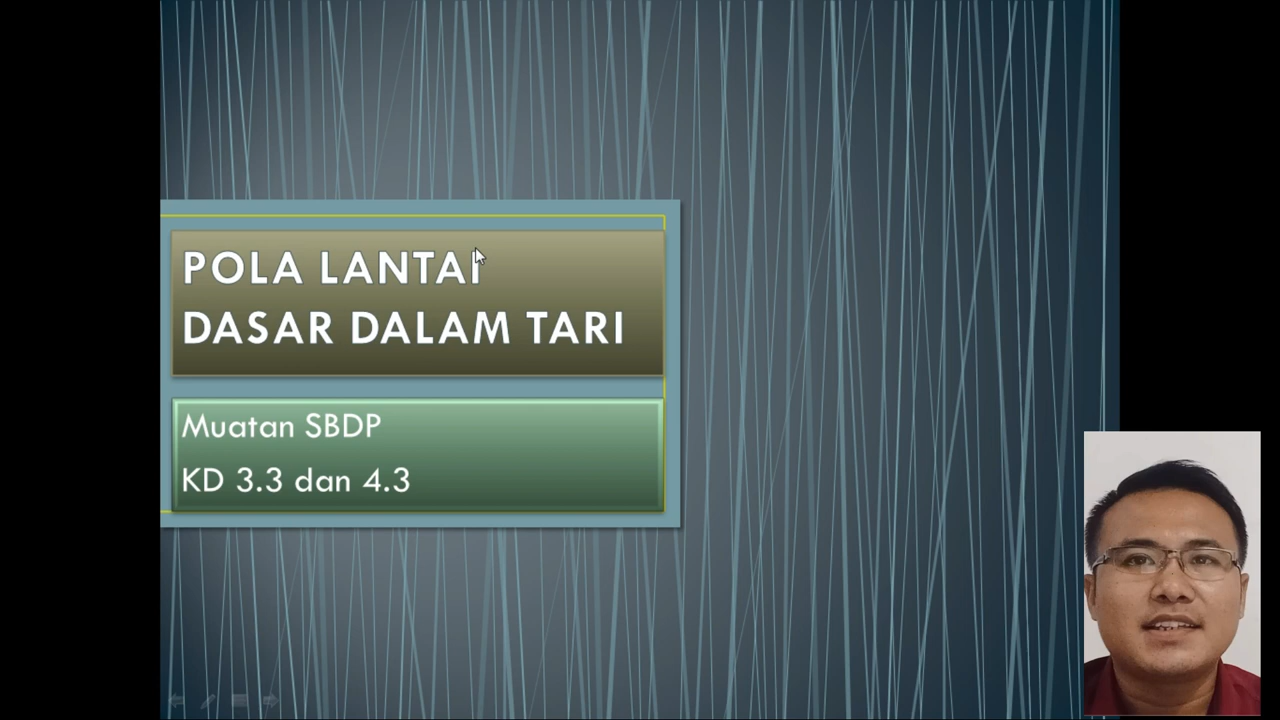 POLA LANTAI
DASAR DALAM TARI
Muatan SBDP
KD 3.3 dan 4.3